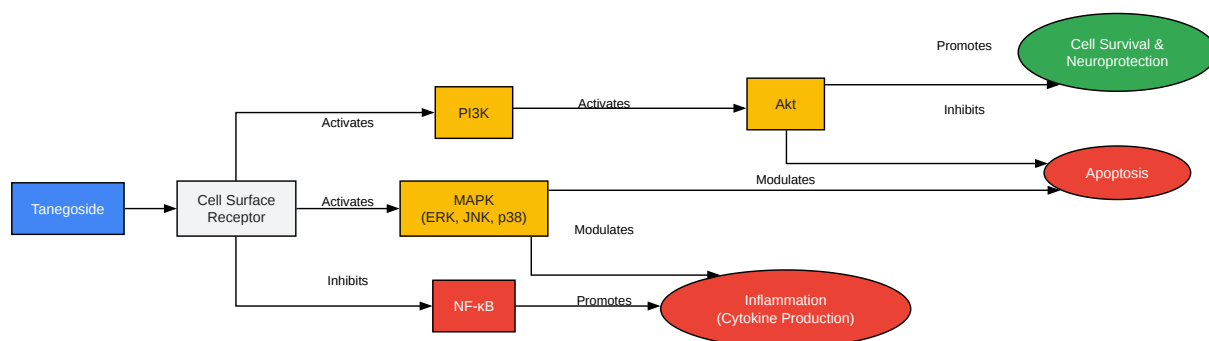 Promotes
Cell Survival &
Neuroprotection
PI3K
Activates
Akt
Inhibits
Activates
Apoptosis
Modulates
Tanegoside
Cell Surface
Receptor
Activates
MAPK
(ERK, JNK, p38)
Modulates
Inhibits
NF-κB
Promotes
Inflammation
(Cytokine Production)